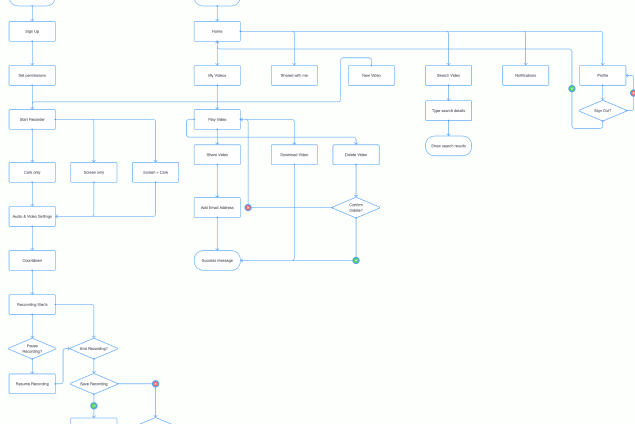 Sign Up
Home
Set permissions
My Videos
Shared with me
New Video
Search Video
Notifications
Profile
Start Recorder
Play Video
Type search details
Sign Out?
Share Video
Download Video
Delete Video
Show search results
Cam only
Screen only
Screen + Cam
Audio & Video Settings
Add Email Address
Confirm
Delete?
Countdown
Success message
Recording Starts
Pause
Recording?
End Recording?
Resume Recording
Save Recording